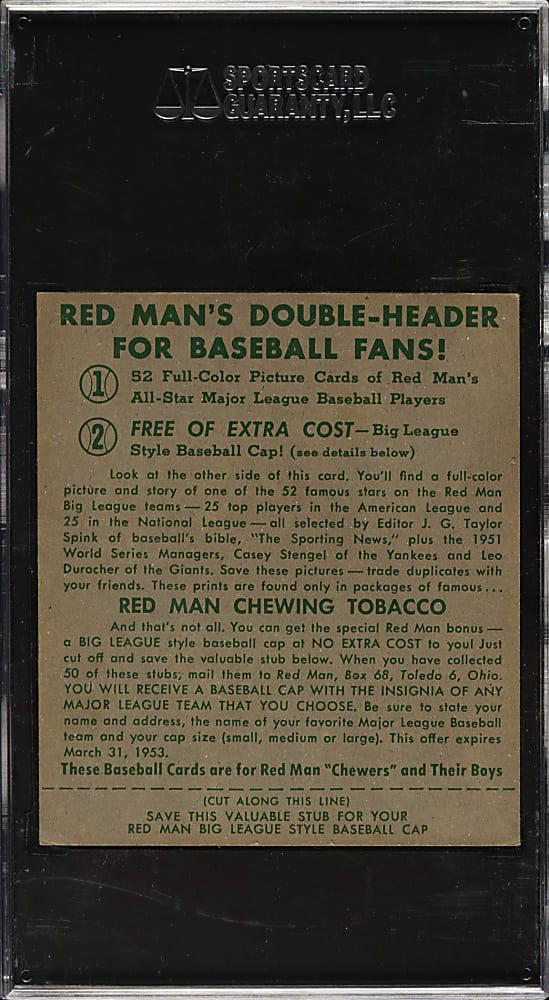 SPORTSCARD
GUARANTY, LLC
RED MAN'S DOUBLE-HEADER
FOR BASEBALL FANS!
1 52 Full-Color Picture Cards of Red Man's
All-Star Major League Baseball Players
2 FREE OF EXTRA COST—Big League
Style Baseball Cap! (see details below)
Look at the other side of this card. You'll find a full-color
picture and story of one of the 52 famous stars on the Red Man
Big League teams — 25 top players in the American League and
25 in the National League — all selected by Editor J. G. Taylor
Spink of baseball's bible, "The Sporting News," plus the 1951
World Series Managers, Casey Stengel of the Yankees and Leo
Durocher of the Giants. Save these pictures — trade duplicates with
your friends. These prints are found only in packages of famous...
RED MAN CHEWING TOBACCO
And that's not all. You can get the special Red Man bonus —
a BIG LEAGUE style baseball cap at NO EXTRA COST to you! Just
cut off and save the valuable stub below. When you have collected
50 of these stubs, mail them to Red Man, Box 68, Toledo 6, Ohio.
YOU WILL RECEIVE A BASEBALL CAP WITH THE INSIGNIA OF ANY
MAJOR LEAGUE TEAM THAT YOU CHOOSE. Be sure to state your
name and address, the name of your favorite Major League Baseball
team and your cap size (small, medium or large). This offer expires
March 31, 1953.
These Baseball Cards are for Red Man "Chewers" and Their Boys
(CUT ALONG THIS LINE)
SAVE THIS VALUABLE STUB FOR YOUR
RED MAN BIG LEAGUE STYLE BASEBALL CAP